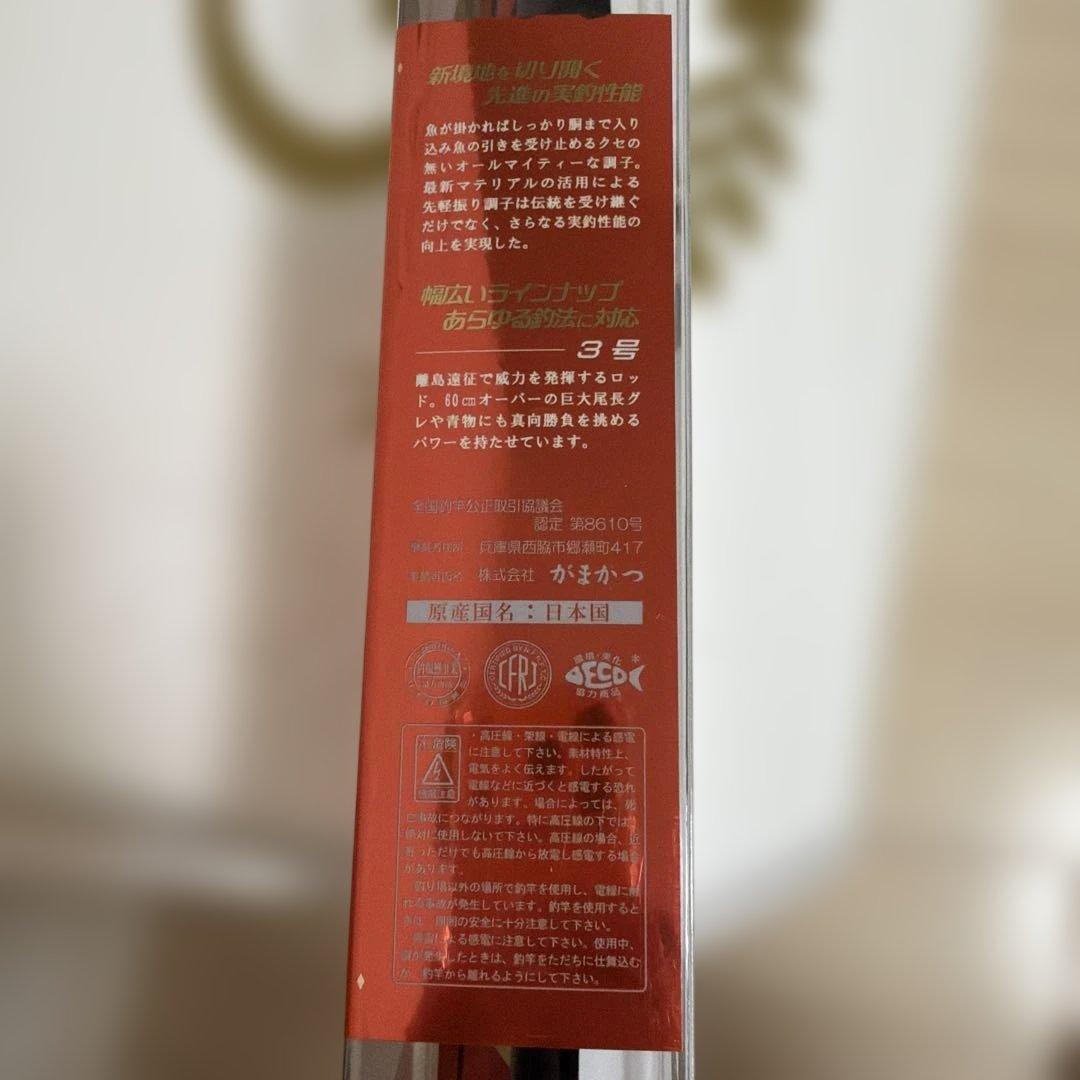 新境地を切り開く
先進の実釣性能
魚が掛かればしっかり胴まで入り
込み魚の引きを受け止めるクセの
無いオールマイティーな調子。
最新マテリアルの活用による
先軽振り調子は伝統を受け継ぐ
だけでなく、さらなる実釣性能の
向上を実現した。
幅広いラインナップ
あらゆる釣法に対応
3号
離島遠征で威力を発揮するロッ
ド。60cmオーバーの巨大尾長グ
レや青物にも真向勝負を挑める
パワーを持たせています。
全国釣竿公正取引協議会
認定 第8610号
兵庫県西脇市郷瀬町417
株式会社 がまかつ
原産国名：日本国
CFRJ
環境・美化
ECO
協力商品
危険
感電注意
・高圧線・架線・電線による感電
に注意して下さい。素材特性上、
電気をよく伝えます。したがって
電線などに近づくと感電する恐れ
があります。場合によっては、死
亡事故につながります。特に高圧線の下では
絶対に使用しないで下さい。高圧線の場合、近
寄っただけでも高圧線から放電し感電する場合
があります。
・釣り場以外の場所で釣竿を使用し、電線に触
れる事故が発生しています。釣竿を使用すると
きは、周囲の安全に十分注意して下さい。
による感電に注意して下さい。使用中、
が発生したときは、釣竿をただちに仕舞込む
か、釣竿から離れるようにして下さい。